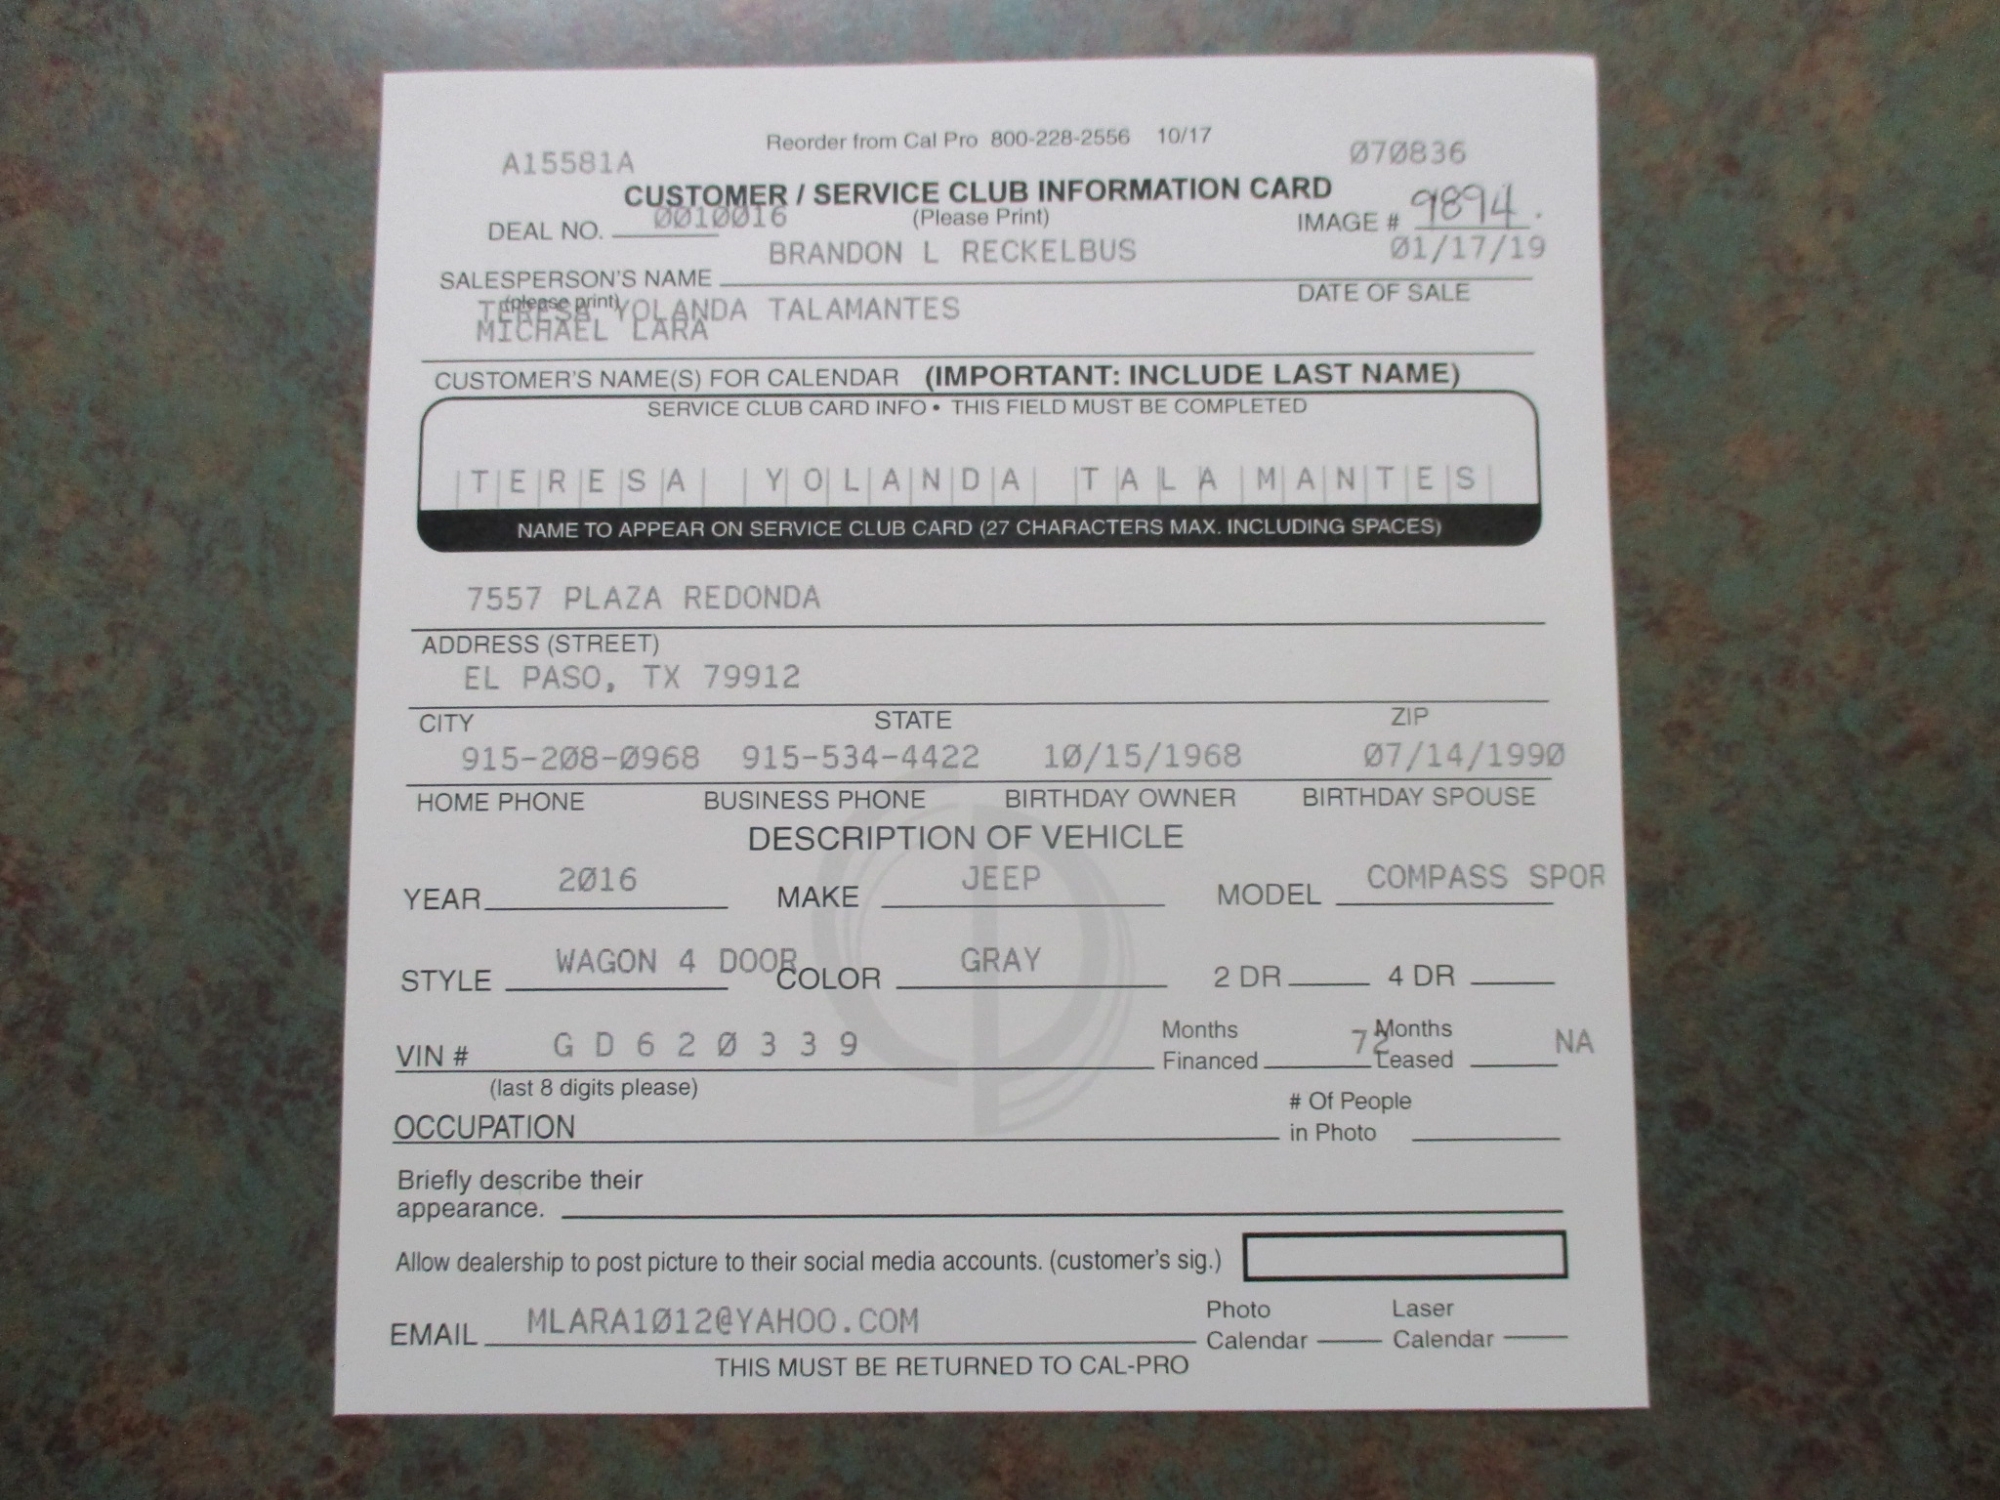 Reorder from Cal Pro 800-228-2556 10/17
A15581A 070836
CUSTOMER / SERVICE CLUB INFORMATION CARD
DEAL NO. 0010016 (Please Print) IMAGE # 9894.
BRANDON L RECKELBUS 01/17/19
SALESPERSON'S NAME DATE OF SALE
(please print)
TERESA YOLANDA TALAMANTES
MICHAEL LARA
CUSTOMER'S NAME(S) FOR CALENDAR (IMPORTANT: INCLUDE LAST NAME)
SERVICE CLUB CARD INFO • THIS FIELD MUST BE COMPLETED
TERESA YOLANDA TALAMANTES
NAME TO APPEAR ON SERVICE CLUB CARD (27 CHARACTERS MAX. INCLUDING SPACES)
7557 PLAZA REDONDA
ADDRESS (STREET)
EL PASO, TX 79912
CITY STATE ZIP
915-208-0968 915-534-4422 10/15/1968 07/14/1990
HOME PHONE BUSINESS PHONE BIRTHDAY OWNER BIRTHDAY SPOUSE
DESCRIPTION OF VEHICLE
YEAR 2016 MAKE JEEP MODEL COMPASS SPOR
STYLE WAGON 4 DOOR COLOR GRAY 2 DR 4 DR
VIN # G D 6 2 0 3 3 9 Months Financed 72 Months Leased NA
(last 8 digits please)
OCCUPATION # Of People in Photo
Briefly describe their
appearance.
Allow dealership to post picture to their social media accounts. (customer's sig.)
EMAIL MLARA1012@YAHOO.COM Photo Calendar Laser Calendar
THIS MUST BE RETURNED TO CAL-PRO